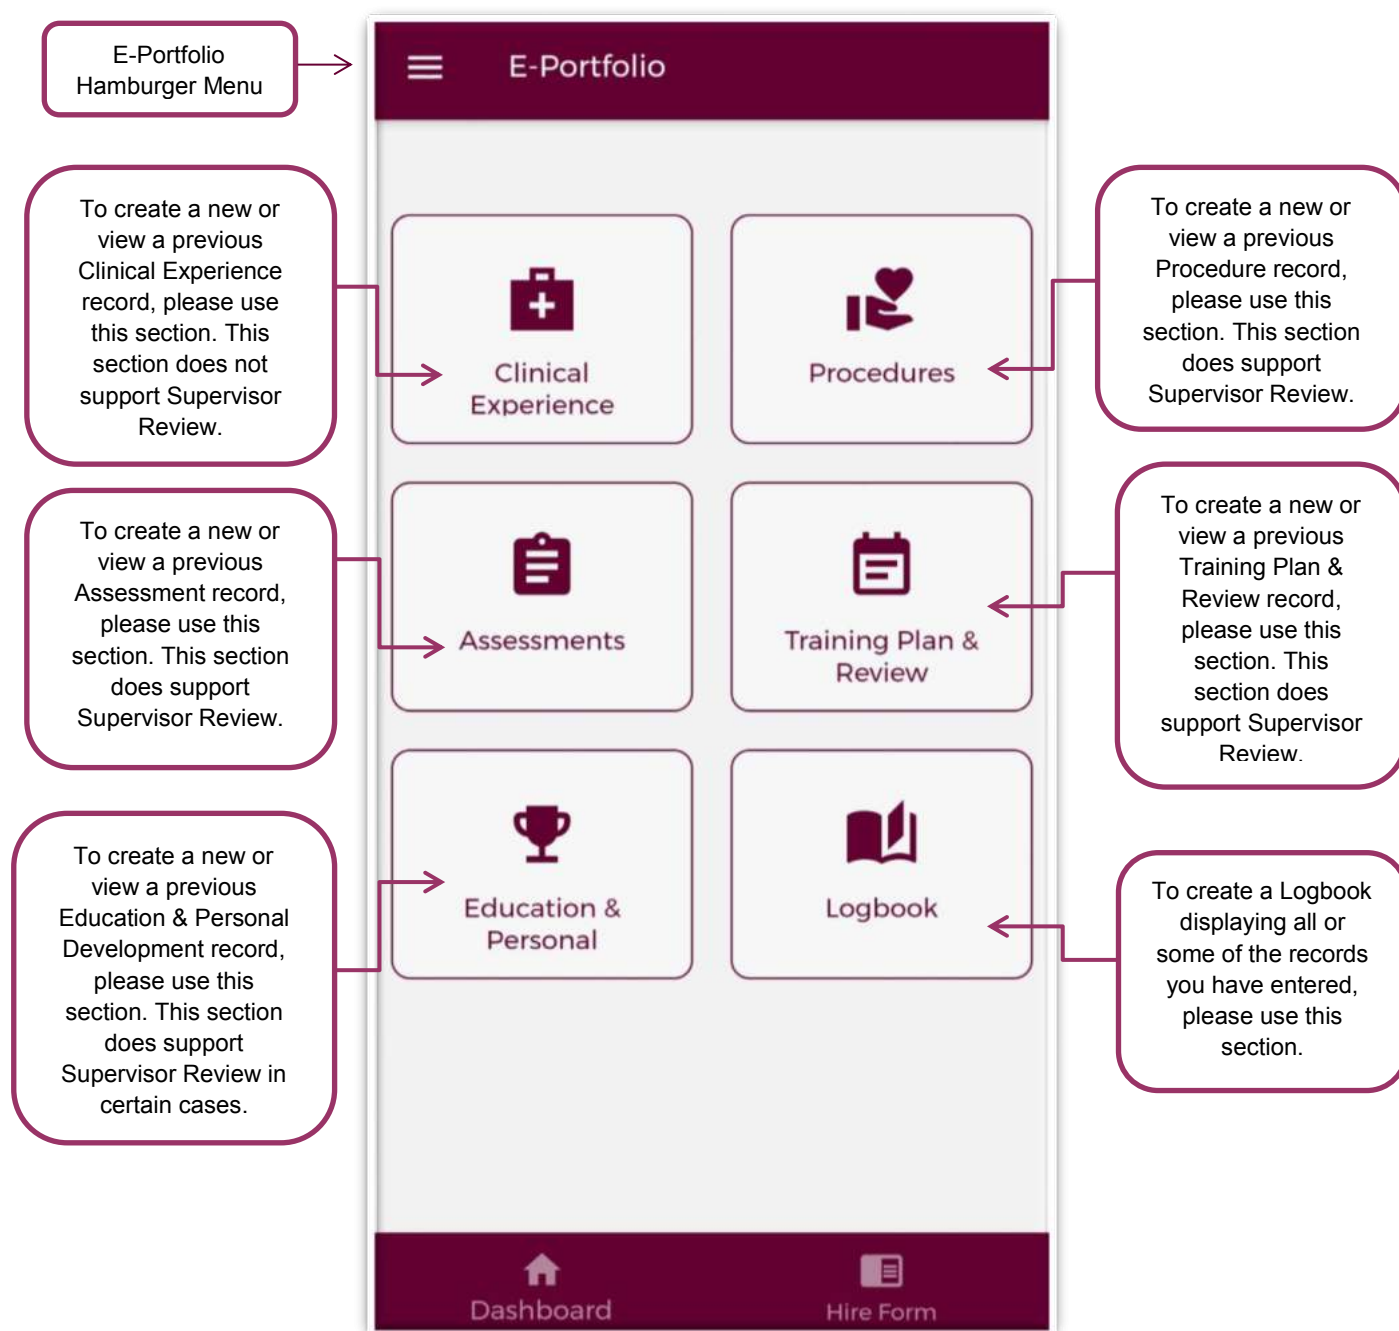 E-Portfolio
Hamburger Menu
E-Portfolio
To create a new or
view a previous
Clinical Experience
record, please use
this section. This
section does not
support Supervisor
Review.
Clinical
Experience
Procedures
To create a new or
view a previous
Procedure record,
please use this
section. This section
does support
Supervisor Review.
To create a new or
view a previous
Assessment record,
please use this
section. This section
does support
Supervisor Review.
Assessments
Training Plan &
Review
To create a new or
view a previous
Training Plan &
Review record,
please use this
section. This
section does
support Supervisor
Review.
To create a new or
view a previous
Education & Personal
Development record,
please use this
section. This section
does support
Supervisor Review in
certain cases.
Education &
Personal
Logbook
To create a Logbook
displaying all or
some of the records
you have entered,
please use this
section.
Dashboard
Hire Form